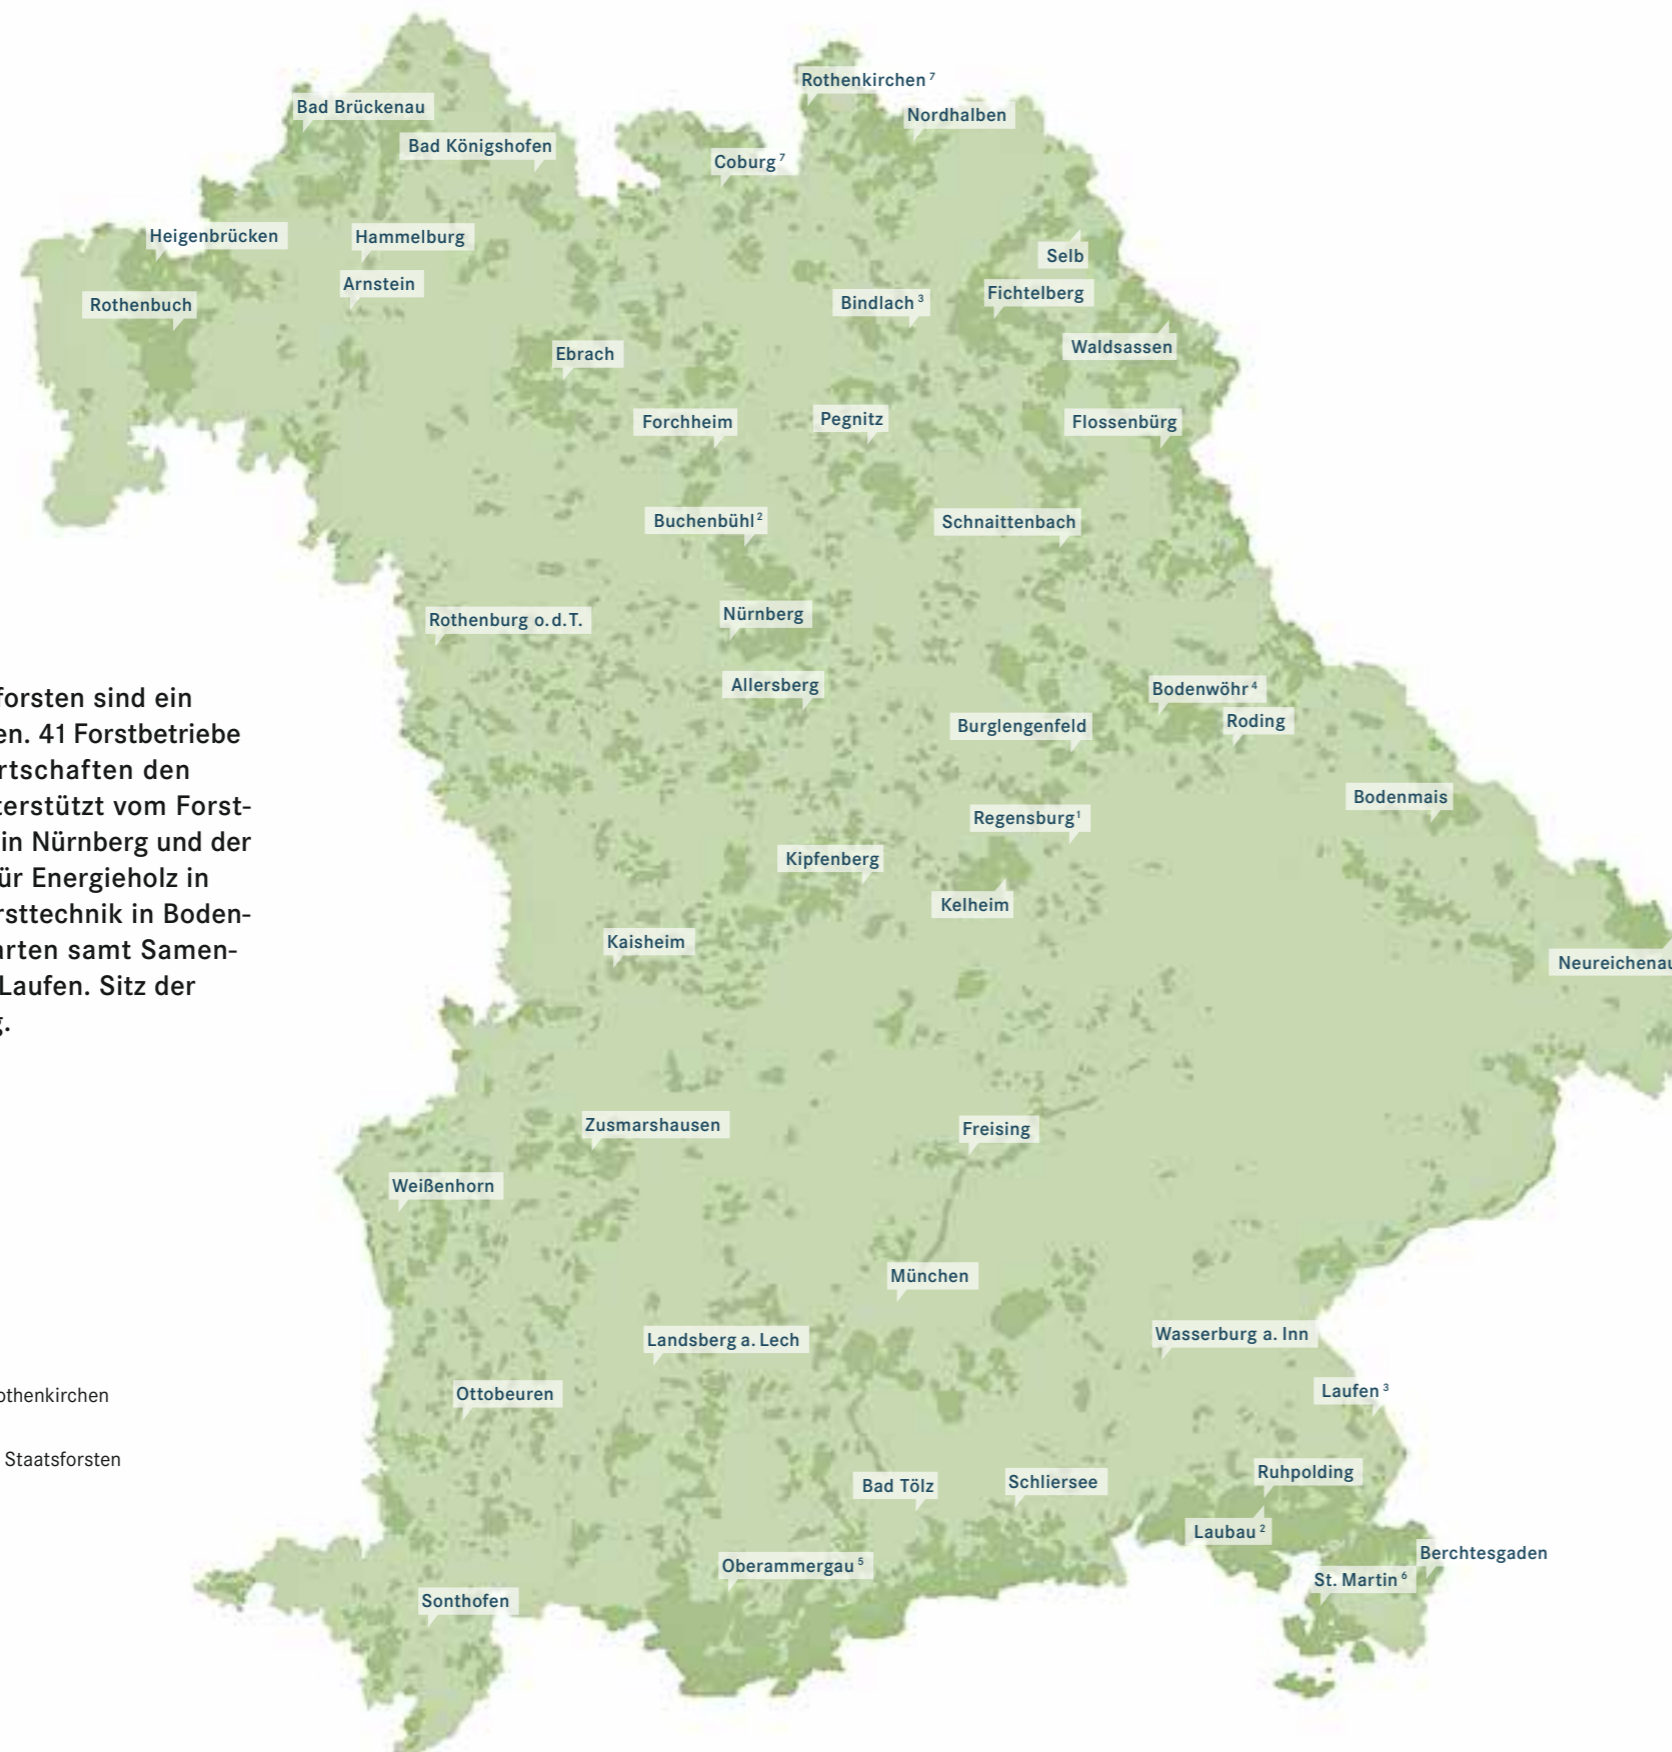 Rothenkirchen ⁷
Bad Brückenau
Nordhalben
Bad Königshofen
Coburg ⁷
Heigenbrücken
Hammelburg
Selb
Arnstein
Fichtelberg
Rothenbuch
Bindlach ³
Waldsassen
Ebrach
Forchheim
Pegnitz
Flossenbürg
Buchenbühl ²
Schnaittenbach
Rothenburg o.d.T.
Nürnberg
Allersberg
Bodenwöhr ⁴
Roding
Burglengenfeld
Bodenmais
Regensburg ¹
Kipfenberg
Kelheim
Kaisheim
Neureichenau
Zusmarshausen
Freising
Weißenhorn
München
Wasserburg a. Inn
Landsberg a. Lech
Laufen ³
Ottobeuren
Ruhpolding
Schliersee
Bad Tölz
Laubau ²
Berchtesgaden
Oberammergau ⁵
St. Martin ⁶
Sonthofen
forsten sind ein
en. 41 Forstbetriebe
rtschaften den
terstützt vom Forst-
in Nürnberg und der
ür Energieholz in
rsttechnik in Boden-
arten samt Samen-
Laufen. Sitz der
g.
othenkirchen
Staatsforsten